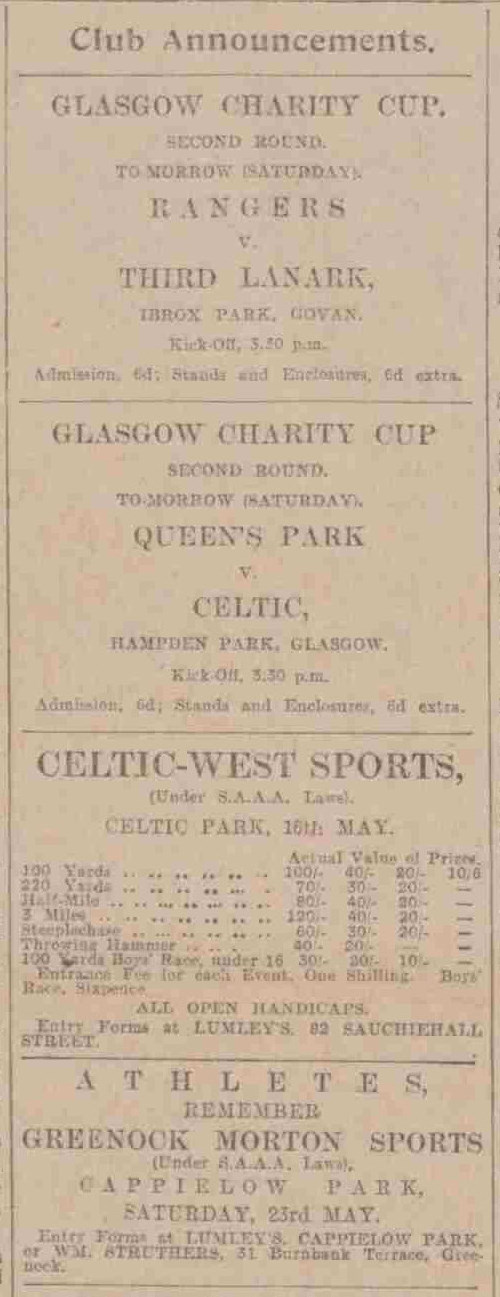 Club Announcements.
GLASGOW CHARITY CUP.
SECOND ROUND.
TO-MORROW (SATURDAY).
RANGERS
v.
THIRD LANARK,
IBROX PARK, GOVAN.
Kick-Off, 3.30 p.m.
Admission, 6d; Stands and Enclosures, 6d extra.
GLASGOW CHARITY CUP
SECOND ROUND.
TO-MORROW (SATURDAY).
QUEEN'S PARK
v.
CELTIC,
HAMPDEN PARK, GLASGOW.
Kick-Off, 3.30 p.m.
Admission, 6d; Stands and Enclosures, 6d extra.
CELTIC-WEST SPORTS,
(Under S.A.A.A. Laws).
CELTIC PARK, 16th MAY.
Actual Value of Prizes.
100 Yards .. .. .. .. .. .. 100/- 40/- 20/- 10/6
220 Yards .. .. .. .. .. .. 70/- 30/- 20/- —
Half-Mile .. .. .. .. .. .. 80/- 40/- 20/- —
3 Miles .. .. .. .. .. .. .. 120/- 40/- 20/- —
Steeplechase .. .. .. .. .. 60/- 30/- 20/- —
Throwing Hammer .. .. . 40/- 20/- — —
100 Yards Boys' Race, under 16 30/- 20/- 10/- —
Entrance Fee for each Event, One Shilling. Boys'
Race, Sixpence
ALL OPEN HANDICAPS.
Entry Forms at LUMLEY'S, 82 SAUCHIEHALL
STREET.
ATHLETES,
REMEMBER
GREENOCK MORTON SPORTS
(Under S.A.A.A. Laws),
CAPPIELOW PARK,
SATURDAY, 23rd MAY.
Entry Forms at LUMLEY'S, CAPPIELOW PARK,
or WM. STRUTHERS, 31 Burnbank Terrace, Gree-
nock.